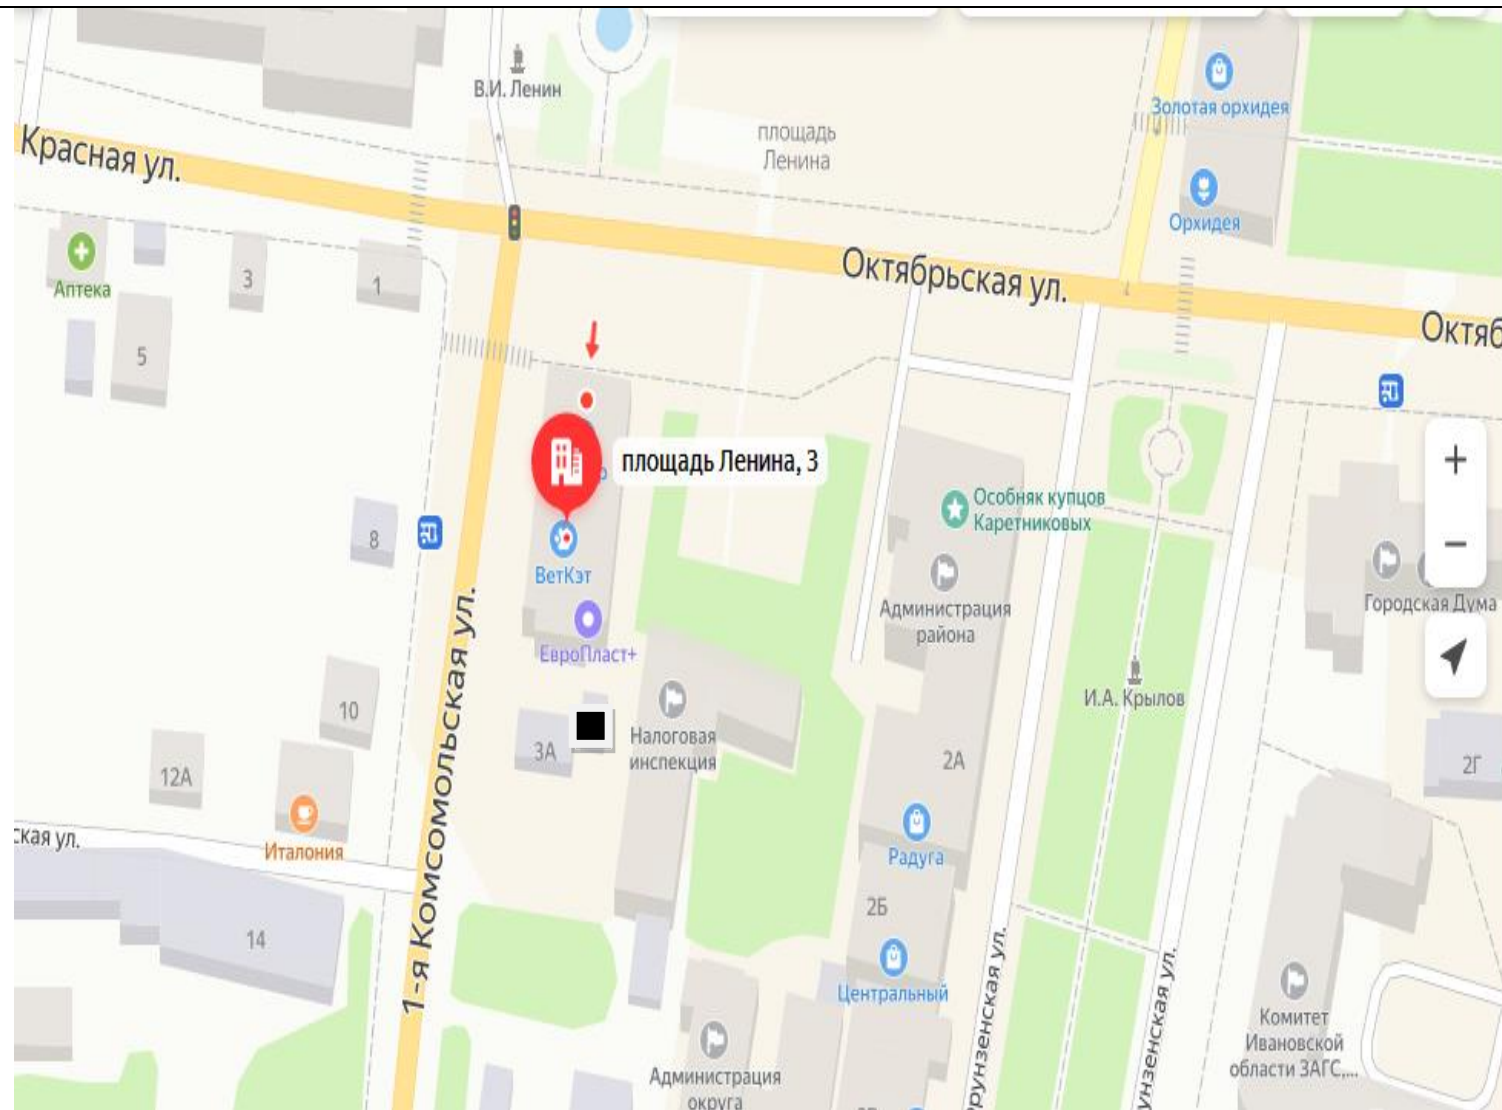 В.И. Ленин
Золотая орхидея
площадь
Ленина
Красная ул.
Орхидея
Аптека
3
1
Октябрьская ул.
Октяб
5
площадь Ленина, 3
Особняк купцов
Каретниковых
8
ВетКэт
Администрация
района
Городская Дума
ЕвроПласт+
И.А. Крылов
10
Налоговая
инспекция
3А
2А
2Г
12А
1-я Комсомольская ул.
ская ул.
Италония
Радуга
2Б
14
Центральный
рунзенская ул.
унзенская ул.
Комитет
Ивановской
области ЗАГС,...
Администрация
округа